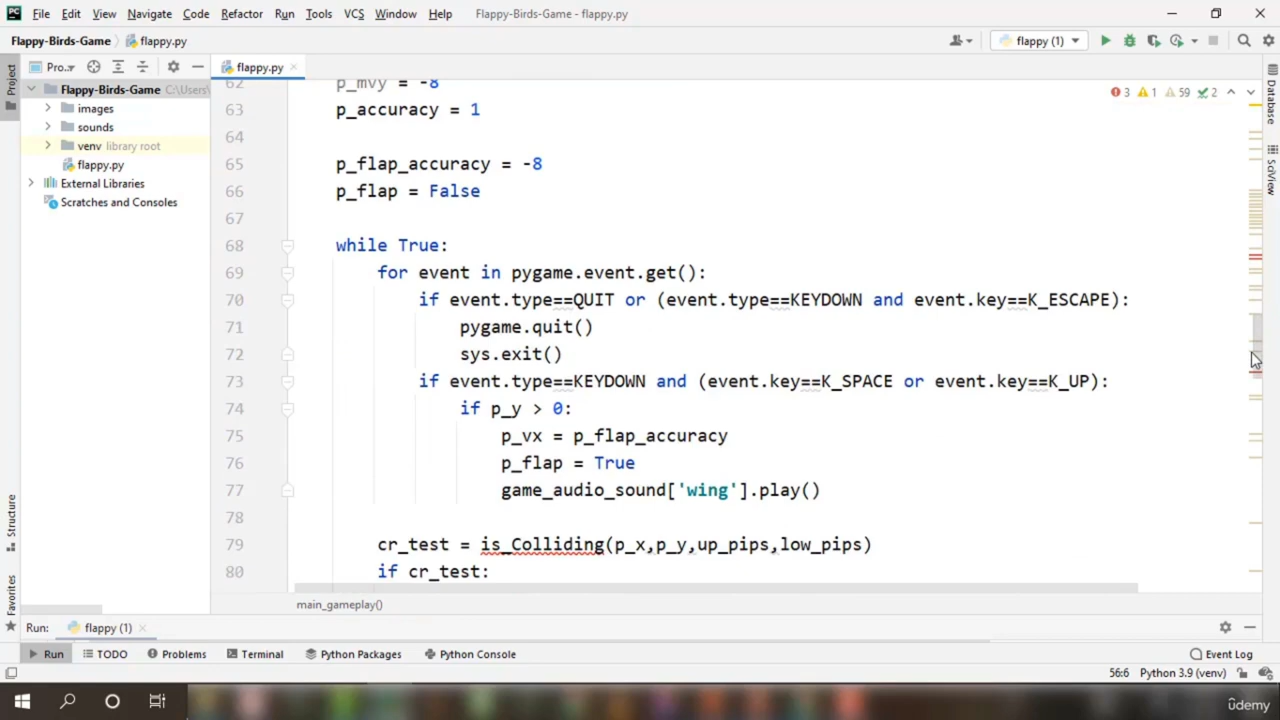 File Edit View Navigate Code Refactor Run Tools VCS Window Help Flappy-Birds-Game - flappy.py
Flappy-Birds-Game flappy.py flappy (1)
Project Pro... flappy.py
Flappy-Birds-Game C:\Users\
images
sounds
venv library root
flappy.py
External Libraries
Scratches and Consoles
3 1 59 2
62 p_mvy = -8
63 p_accuracy = 1
64
65 p_flap_accuracy = -8
66 p_flap = False
67
68 while True:
69 for event in pygame.event.get():
70 if event.type==QUIT or (event.type==KEYDOWN and event.key==K_ESCAPE):
71 pygame.quit()
72 sys.exit()
73 if event.type==KEYDOWN and (event.key==K_SPACE or event.key==K_UP):
74 if p_y > 0:
75 p_vx = p_flap_accuracy
76 p_flap = True
77 game_audio_sound['wing'].play()
78
79 cr_test = is_Colliding(p_x,p_y,up_pips,low_pips)
80 if cr_test:
main_gameplay()
Database
SciView
Structure
Favorites
Run: flappy (1)
Run TODO Problems Terminal Python Packages Python Console Event Log
56:6 Python 3.9 (venv)
ûdemy